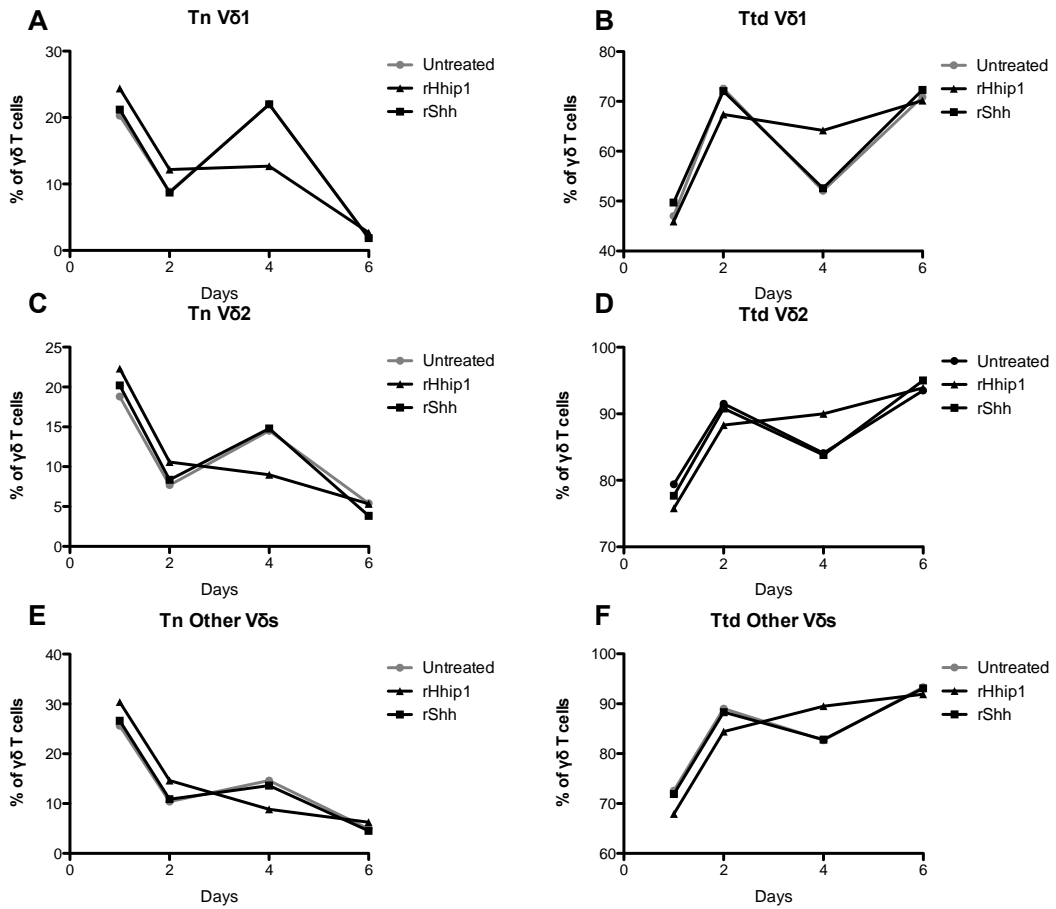 A
Tn Vδ1
30
20
10
0
% of γδ T cells
0 2 4 6
Days
Untreated
rHhip1
rShh
B
Ttd Vδ1
80
70
60
50
40
% of γδ T cells
0 2 4 6
Days
Untreated
rHhip1
rShh
C
Tn Vδ2
25
20
15
10
5
0
% of γδ T cells
0 2 4 6
Days
Untreated
rHhip1
rShh
D
Ttd Vδ2
100
90
80
70
% of γδ T cells
0 2 4 6
Days
Untreated
rHhip1
rShh
E
Tn Other Vδs
40
30
20
10
0
% of γδ T cells
0 2 4 6
Days
Untreated
rHhip1
rShh
F
Ttd Other Vδs
100
90
80
70
60
% of γδ T cells
0 2 4 6
Days
Untreated
rHhip1
rShh